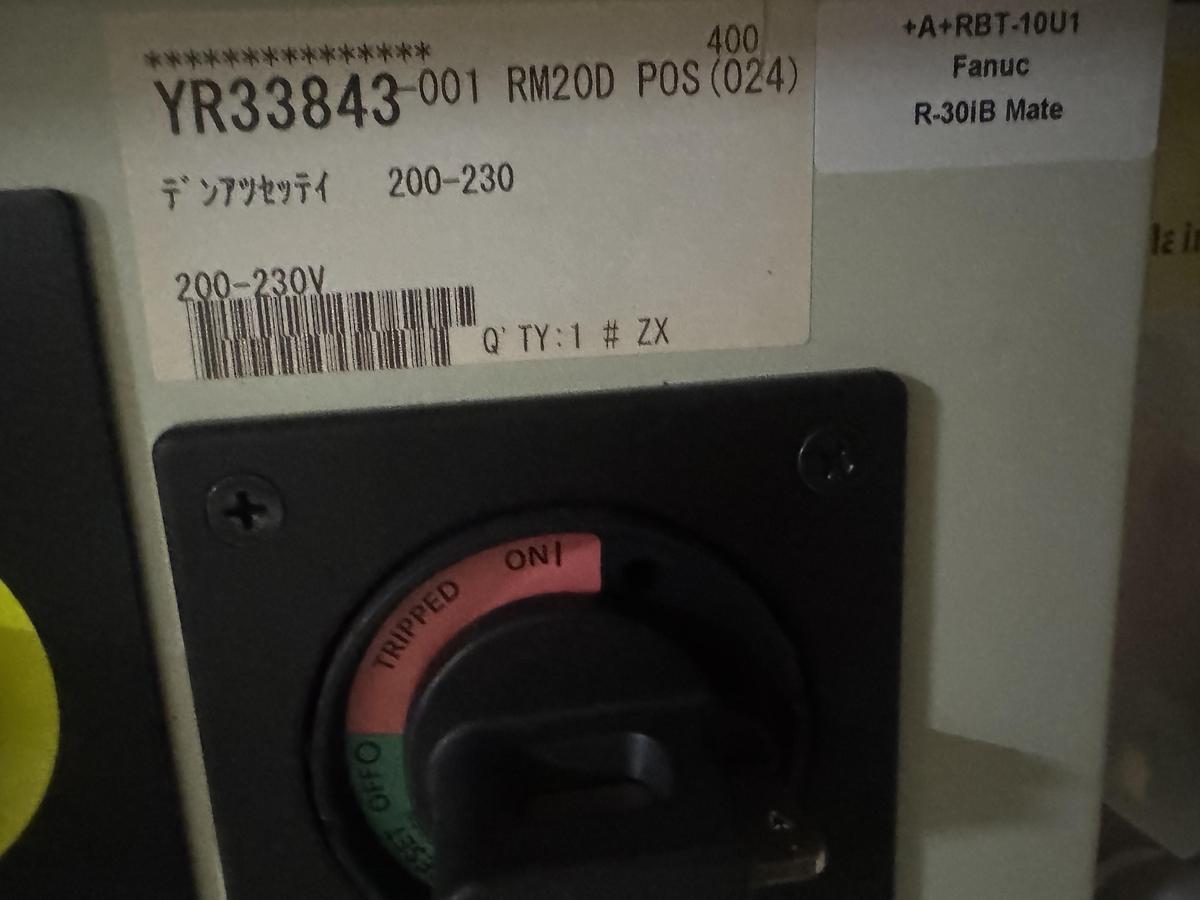 **************
400
YR33843-001 RM20D POS(024)
ﾃﾞﾝｱﾂｾｯﾃｲ 200-230
200-230V
Q'TY:1 # ZX
+A+RBT-10U1
Fanuc
R-30iB Mate
ON I
TRIPPED
OFF O